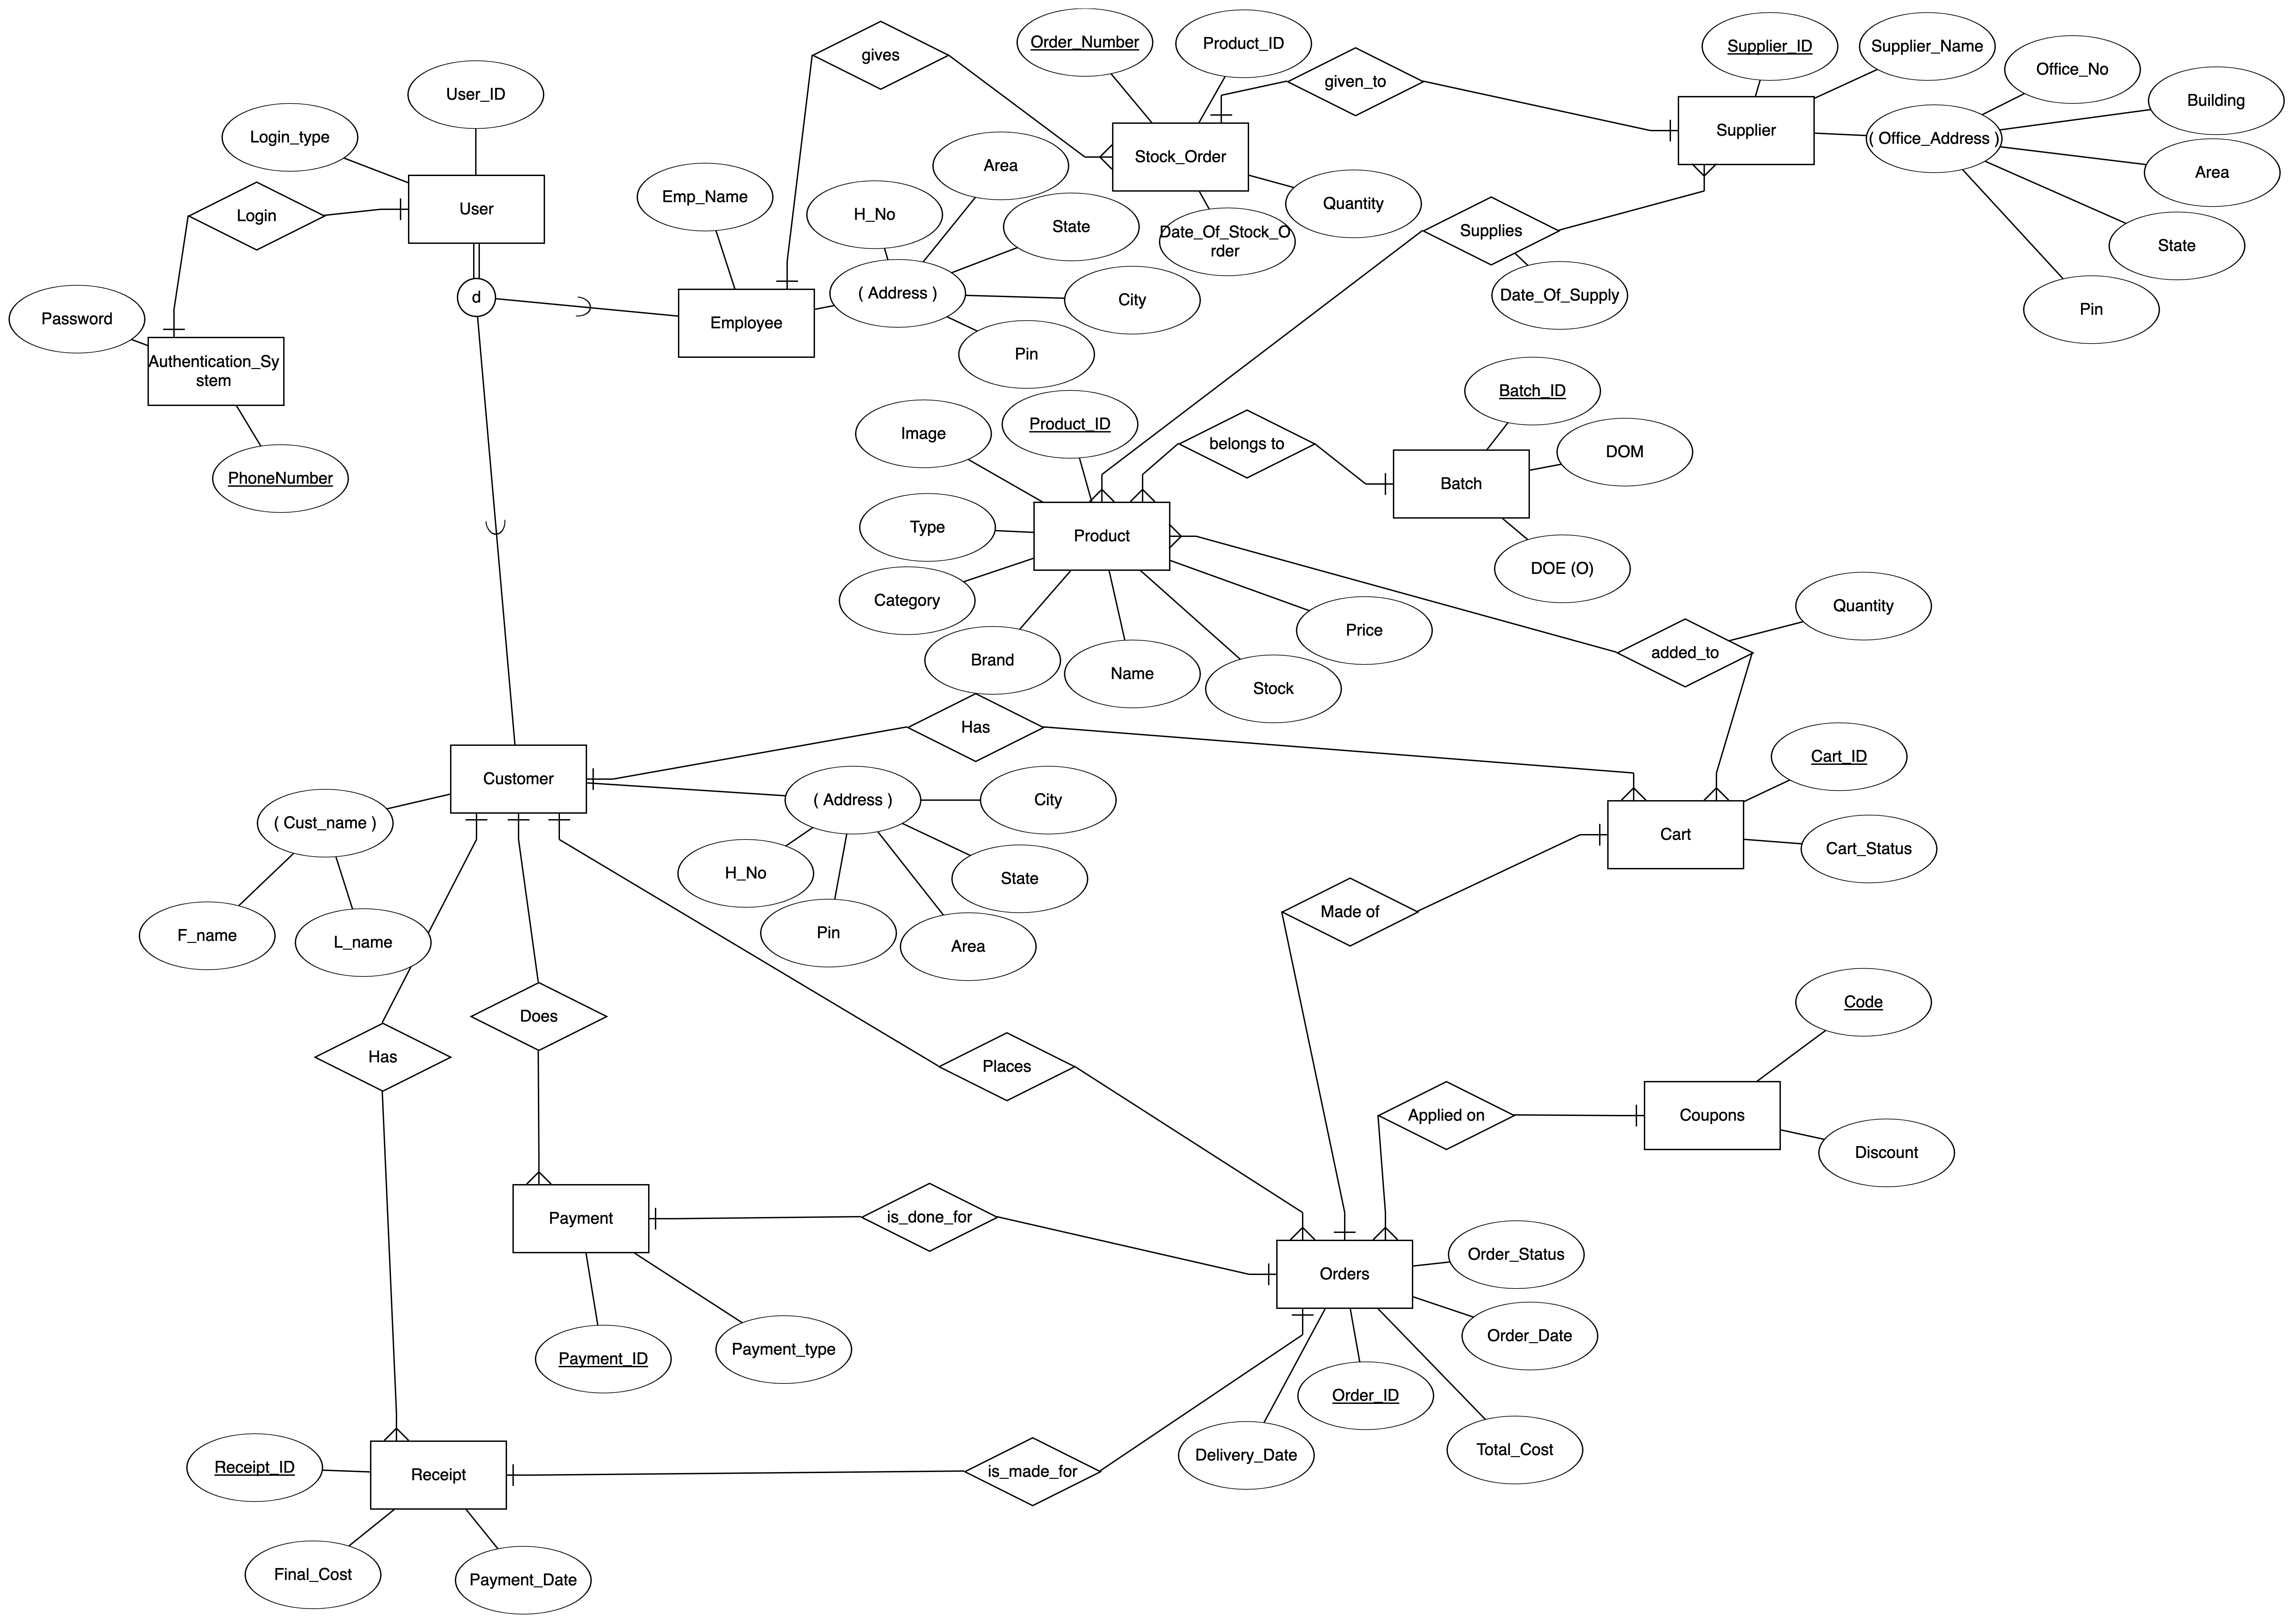 gives
Order_Number
Product_ID
given_to
Supplier_ID
Supplier_Name
Office_No
Building
( Office_Address )
Area
State
Pin
Supplier
User_ID
Login_type
Login
User
d
Password
Authentication_Sy
stem
PhoneNumber
Emp_Name
Employee
H_No
Area
State
City
Pin
( Address )
Stock_Order
Quantity
Date_Of_Stock_O
rder
Supplies
Date_Of_Supply
Batch_ID
DOM
Batch
DOE (O)
belongs to
Product_ID
Image
Type
Product
Category
Brand
Name
Stock
Price
Quantity
added_to
Has
Cart_ID
Cart
Cart_Status
Customer
( Cust_name )
F_name
L_name
( Address )
City
H_No
State
Pin
Area
Made of
Has
Does
Places
Code
Applied on
Coupons
Discount
Payment
is_done_for
Orders
Order_Status
Order_Date
Payment_ID
Payment_type
Order_ID
Delivery_Date
Total_Cost
Receipt_ID
Receipt
is_made_for
Final_Cost
Payment_Date